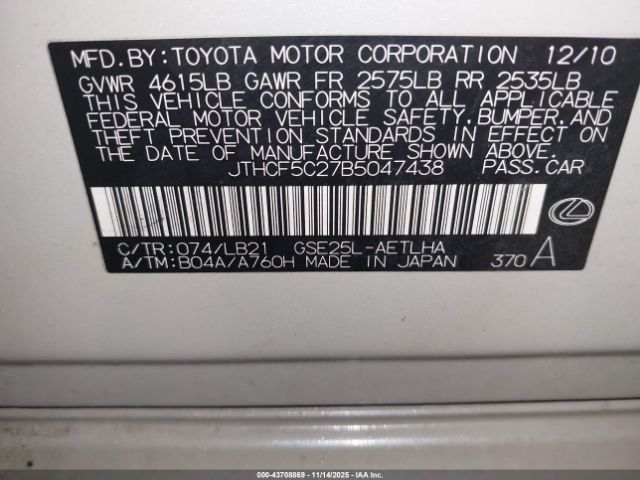 MFD. BY: TOYOTA MOTOR CORPORATION 12/10
GVWR 4615LB GAWR FR 2575LB RR 2535LB
THIS VEHICLE CONFORMS TO ALL APPLICABLE
FEDERAL MOTOR VEHICLE SAFETY, BUMPER, AND
THEFT PREVENTION STANDARDS IN EFFECT ON
THE DATE OF MANUFACTURE SHOWN ABOVE.
JTHCF5C27B5047438 PASS. CAR
C/TR: 074/LB21 GSE25L-AETLHA
A/TM: B04A/A760H MADE IN JAPAN 370 A
000-43708869 | 11/14/2025 | IAA, Inc.